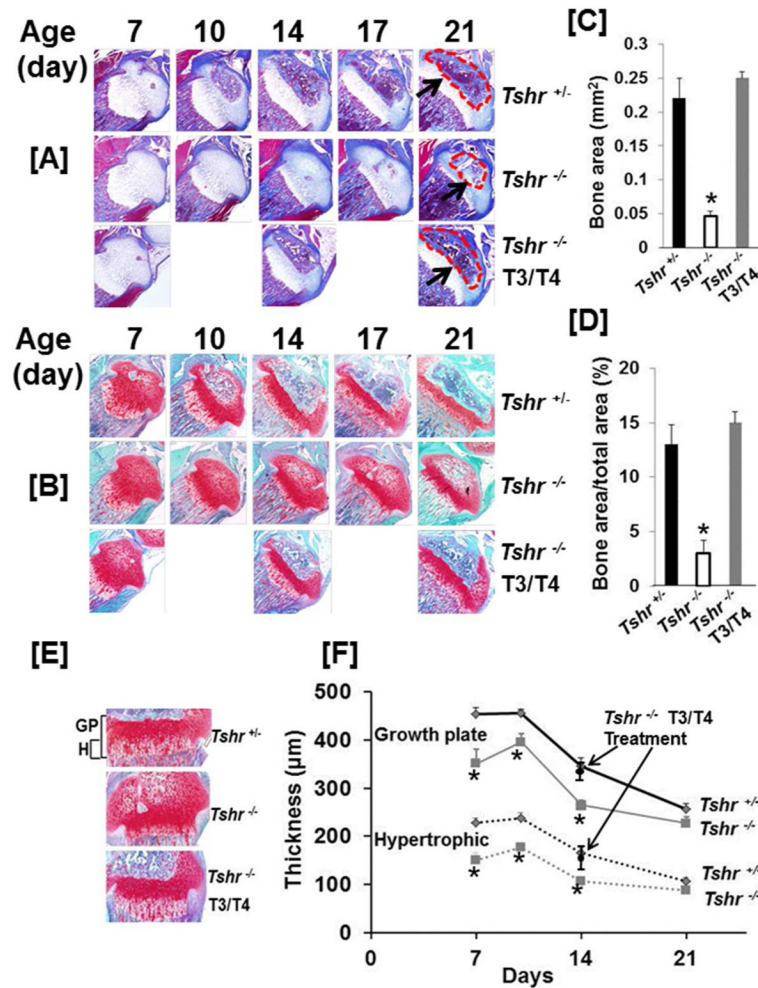 Age (day) 7 10 14 17 21
Tshr +/-
[A]
Tshr -/-
Tshr -/-
T3/T4
[C]
Bone area (mm²)
0.3
0.25
0.2
0.15
0.1
0.05
0
*
Tshr +/- Tshr -/- Tshr -/- T3/T4
Age (day) 7 10 14 17 21
Tshr +/-
[B]
Tshr -/-
Tshr -/-
T3/T4
[D]
Bone area/total area (%)
20
15
10
5
0
*
Tshr +/- Tshr -/- Tshr -/- T3/T4
[E]
GP
H
Tshr +/-
Tshr -/-
Tshr -/-
T3/T4
[F]
Thickness (μm)
500
400
300
200
100
0
Growth plate
Tshr -/- T3/T4
Treatment
* * *
Tshr +/-
Tshr -/-
Hypertrophic
* * *
Tshr +/-
Tshr -/-
0 7 14 21
Days